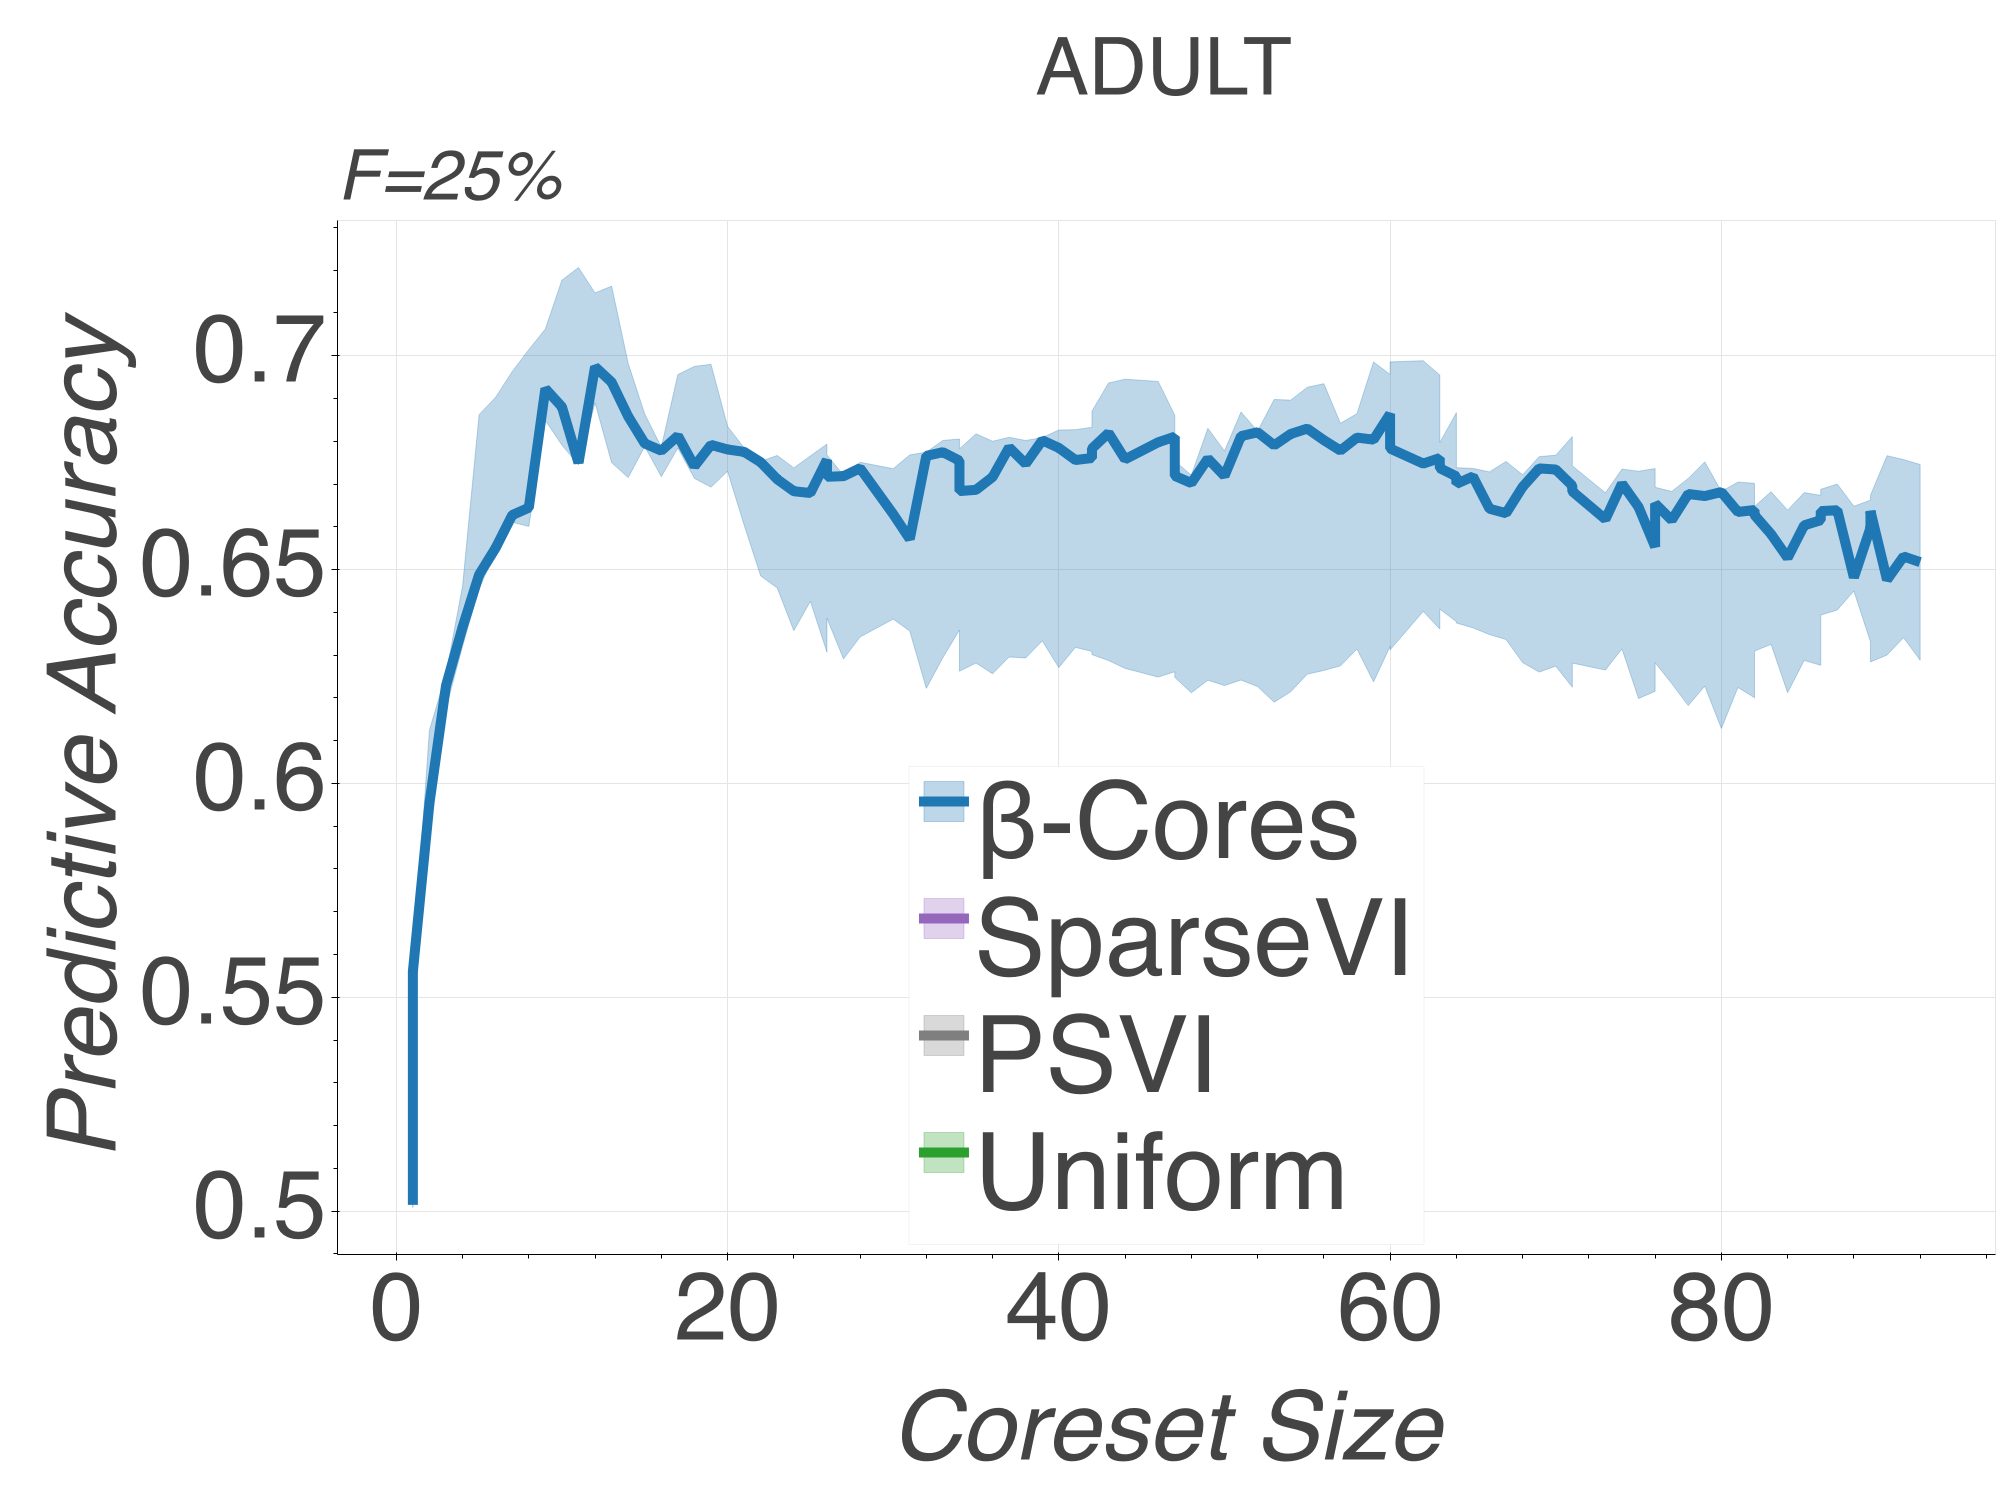 ADULT
F=25%
Predictive Accuracy
0.7
0.65
0.6
0.55
0.5
β-Cores
SparseVI
PSVI
Uniform
0 20 40 60 80
Coreset Size